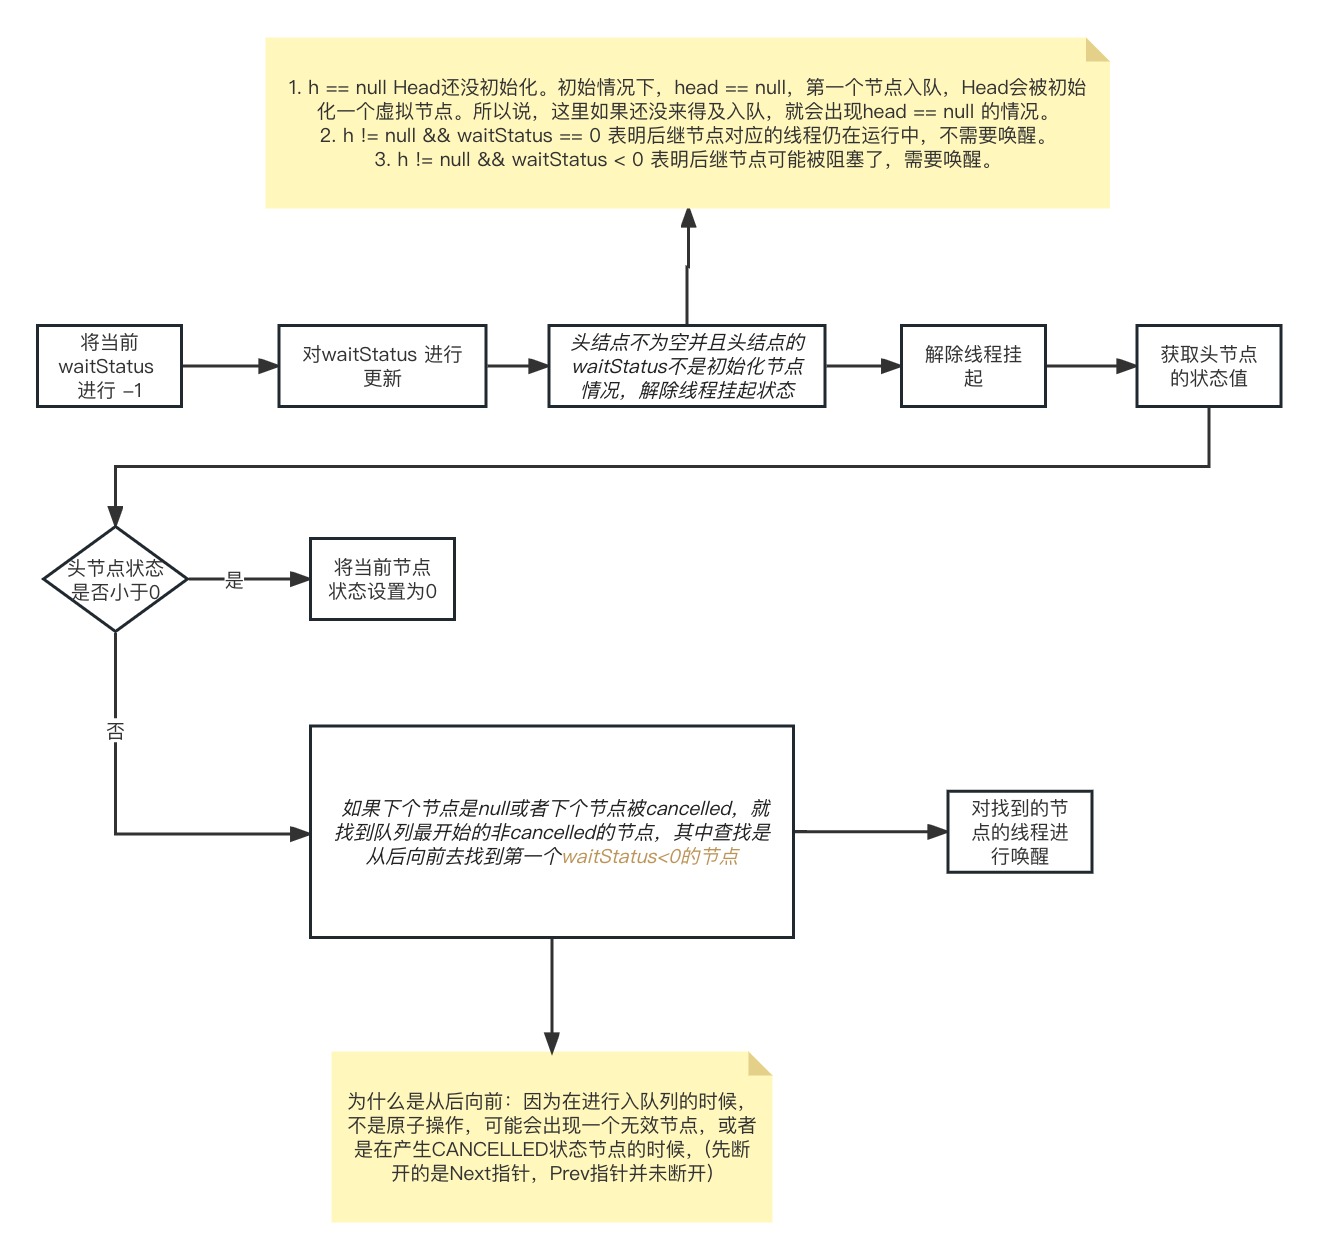 1. h == null Head还没初始化。初始情况下，head == null，第一个节点入队，Head会被初始
化一个虚拟节点。所以说，这里如果还没来得及入队，就会出现head == null 的情况。
2. h != null && waitStatus == 0 表明后继节点对应的线程仍在运行中，不需要唤醒。
3. h != null && waitStatus < 0 表明后继节点可能被阻塞了，需要唤醒。
将当前
waitStatus
进行 -1
对waitStatus 进行
更新
头结点不为空并且头结点的
waitStatus不是初始化节点
情况，解除线程挂起状态
解除线程挂
起
获取头节点
的状态值
头节点状态
是否小于0
是
将当前节点
状态设置为0
否
如果下个节点是null或者下个节点被cancelled，就
找到队列最开始的非cancelled的节点，其中查找是
从后向前去找到第一个waitStatus<0的节点
对找到的节
点的线程进
行唤醒
为什么是从后向前：因为在进行入队列的时候，
不是原子操作，可能会出现一个无效节点，或者
是在产生CANCELLED状态节点的时候，（先断
开的是Next指针，Prev指针并未断开）